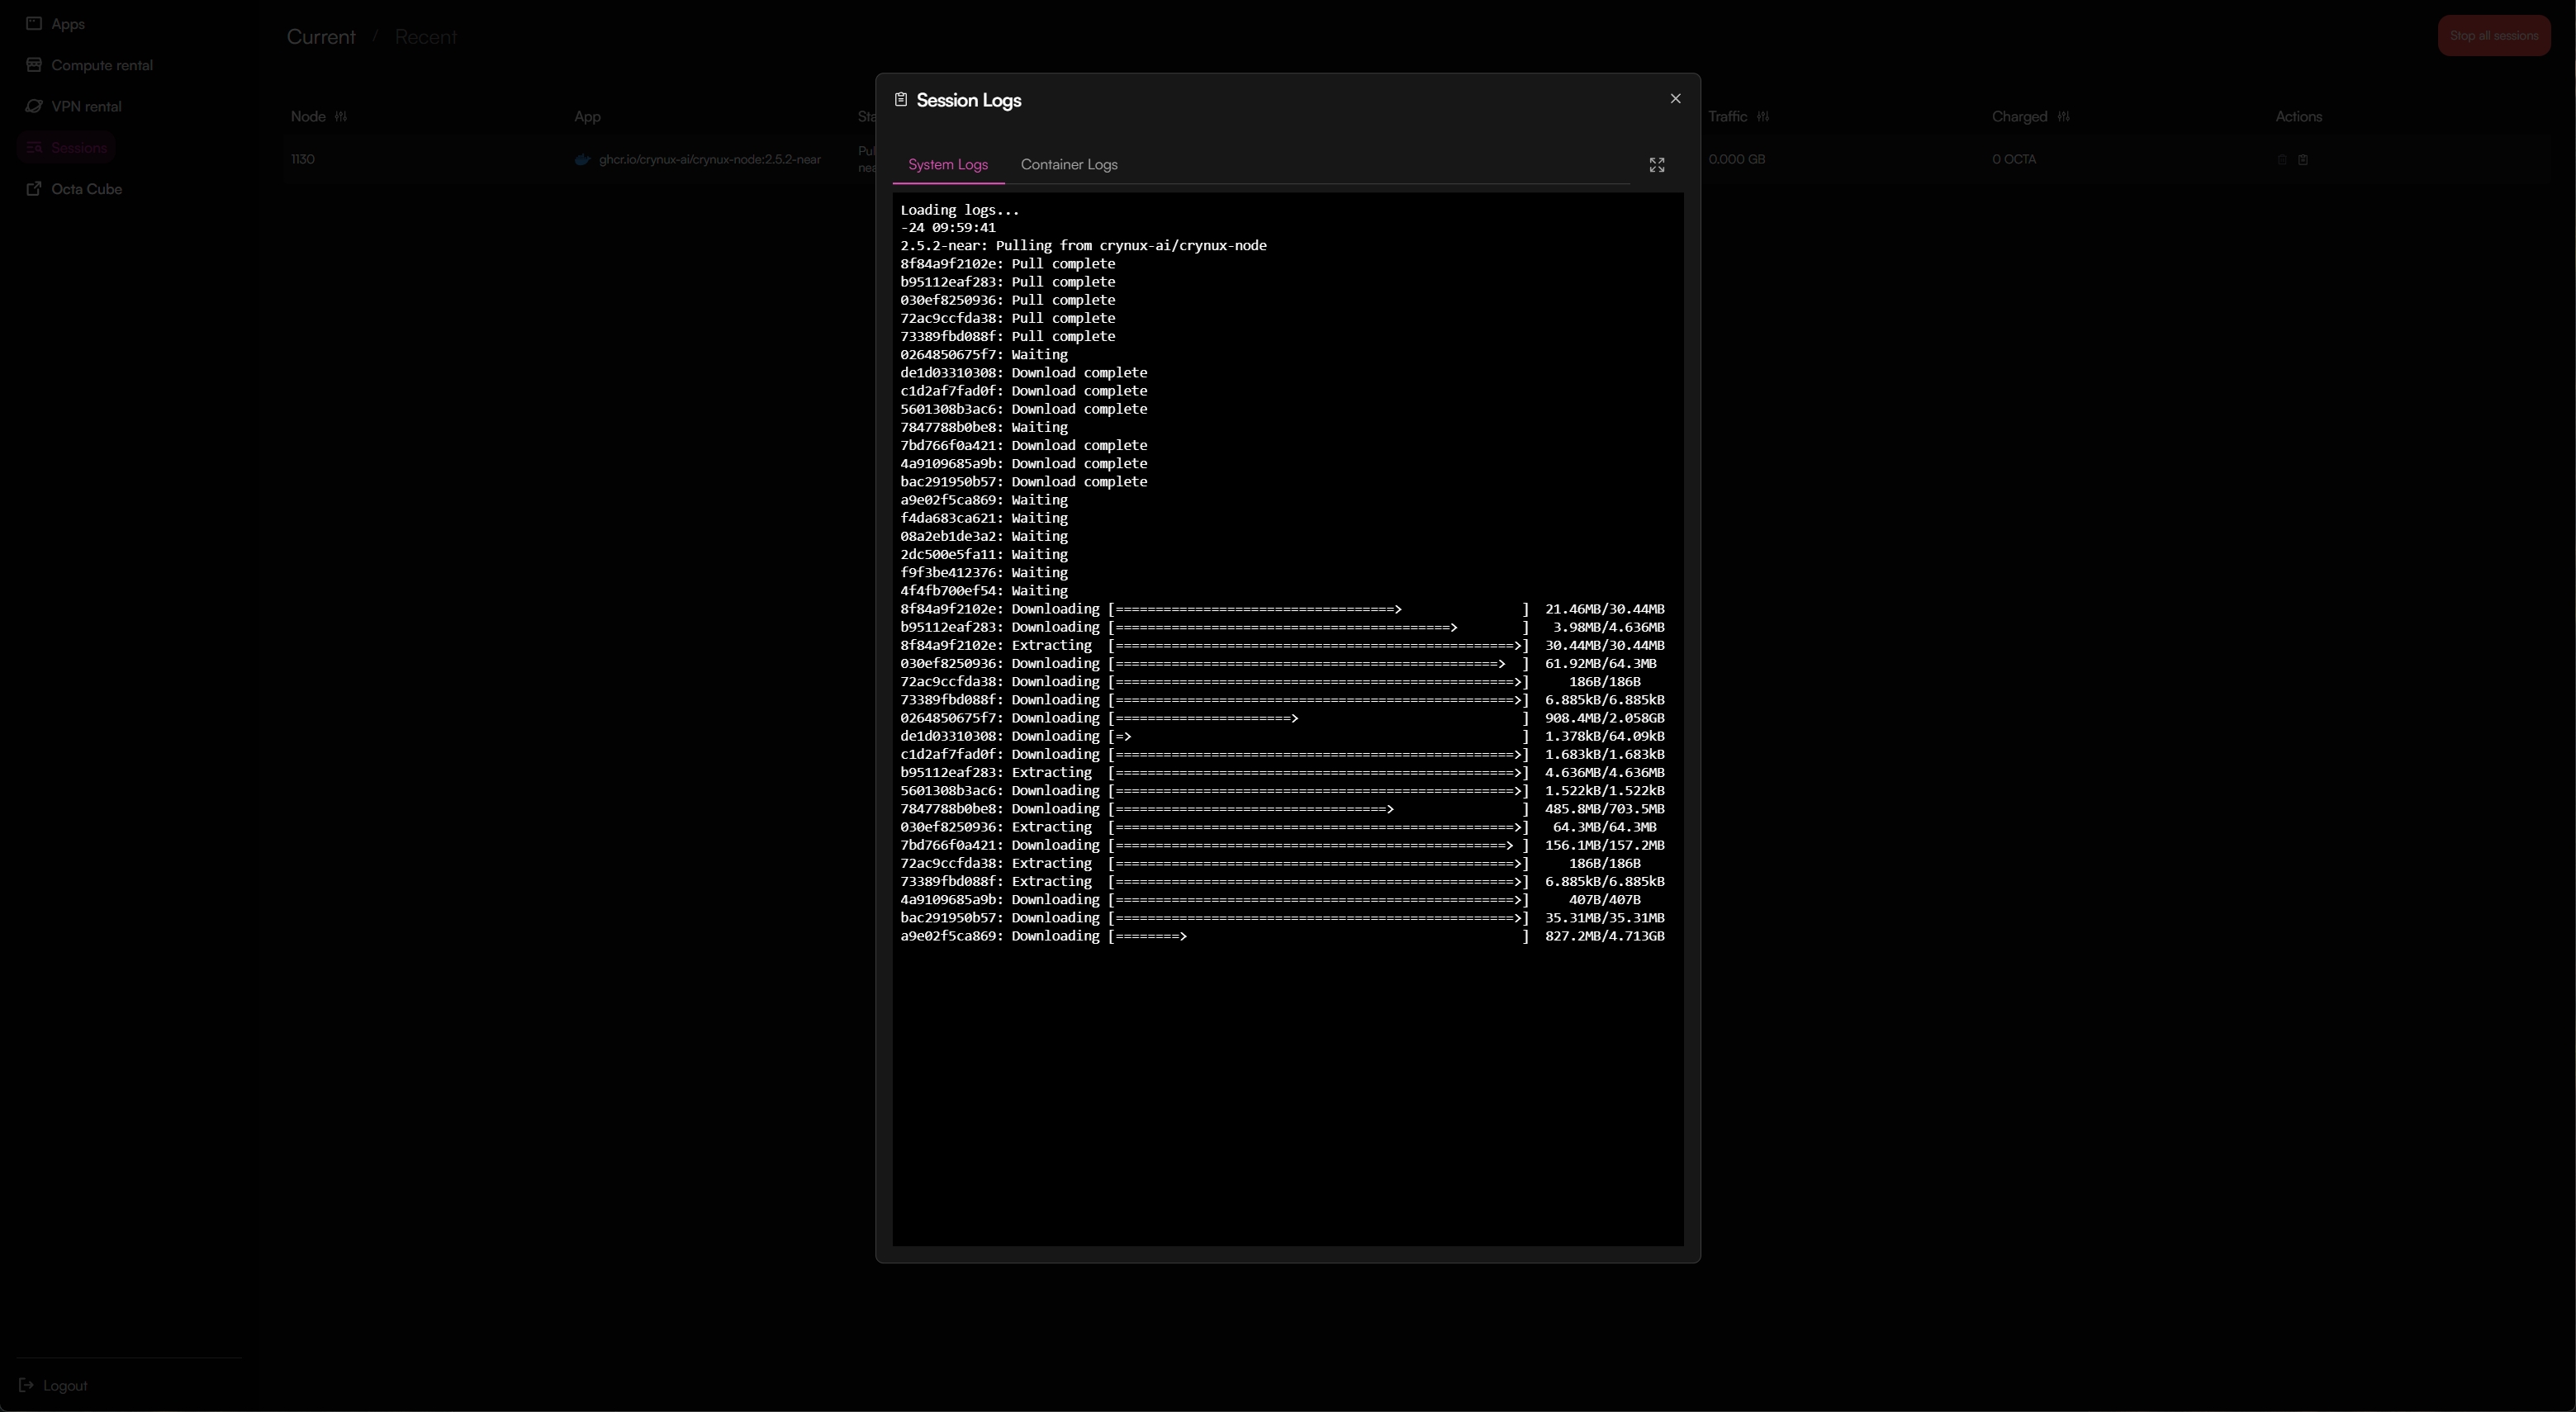 Apps
Compute rental
VPN rental
Sessions
Octa Cube
Logout
Current / Recent
Stop all sessions
Node
App
Sta
Traffic
Charged
Actions
1130
ghcr.io/crynux-ai/crynux-node:2.5.2-near
Pul
nea
0.000 GB
0 OCTA
Session Logs
System Logs
Container Logs
Loading logs...
-24 09:59:41
2.5.2-near: Pulling from crynux-ai/crynux-node
8f84a9f2102e: Pull complete
b95112eaf283: Pull complete
030ef8250936: Pull complete
72ac9ccfda38: Pull complete
73389fbd088f: Pull complete
0264850675f7: Waiting
de1d03310308: Download complete
c1d2af7fad0f: Download complete
5601308b3ac6: Download complete
7847788b0be8: Waiting
7bd766f0a421: Download complete
4a9109685a9b: Download complete
bac291950b57: Download complete
a9e02f5ca869: Waiting
f4da683ca621: Waiting
08a2eb1de3a2: Waiting
2dc500e5fa11: Waiting
f9f3be412376: Waiting
4f4fb700ef54: Waiting
8f84a9f2102e: Downloading [===================================>               ]  21.46MB/30.44MB
b95112eaf283: Downloading [==========================================>        ]   3.98MB/4.636MB
8f84a9f2102e: Extracting  [==================================================>]  30.44MB/30.44MB
030ef8250936: Downloading [================================================>  ]  61.92MB/64.3MB
72ac9ccfda38: Downloading [==================================================>]     186B/186B
73389fbd088f: Downloading [==================================================>]  6.885kB/6.885kB
0264850675f7: Downloading [======================>                            ]  908.4MB/2.058GB
de1d03310308: Downloading [=>                                                 ]  1.378kB/64.09kB
c1d2af7fad0f: Downloading [==================================================>]  1.683kB/1.683kB
b95112eaf283: Extracting  [==================================================>]  4.636MB/4.636MB
5601308b3ac6: Downloading [==================================================>]  1.522kB/1.522kB
7847788b0be8: Downloading [==================================>                ]  485.8MB/703.5MB
030ef8250936: Extracting  [==================================================>]   64.3MB/64.3MB
7bd766f0a421: Downloading [=================================================> ]  156.1MB/157.2MB
72ac9ccfda38: Extracting  [==================================================>]     186B/186B
73389fbd088f: Extracting  [==================================================>]  6.885kB/6.885kB
4a9109685a9b: Downloading [==================================================>]     407B/407B
bac291950b57: Downloading [==================================================>]  35.31MB/35.31MB
a9e02f5ca869: Downloading [========>                                          ]  827.2MB/4.713GB